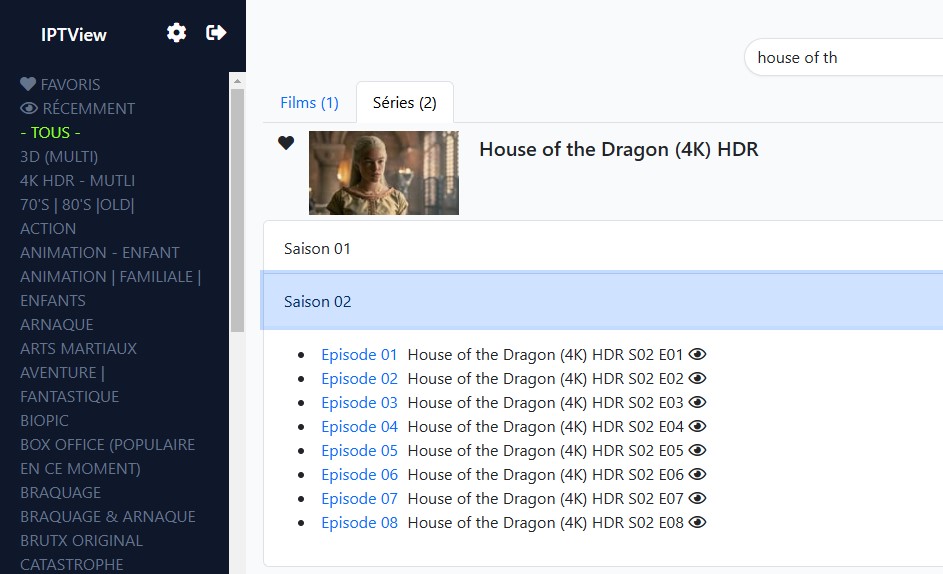 IPTView
FAVORIS
RÉCEMMENT
- TOUS -
3D (MULTI)
4K HDR - MUTLI
70'S | 80'S |OLD|
ACTION
ANIMATION - ENFANT
ANIMATION | FAMILIALE |
ENFANTS
ARNAQUE
ARTS MARTIAUX
AVENTURE |
FANTASTIQUE
BIOPIC
BOX OFFICE (POPULAIRE
EN CE MOMENT)
BRAQUAGE
BRAQUAGE & ARNAQUE
BRUTX ORIGINAL
CATASTROPHE
house of th
Films (1) Séries (2)
House of the Dragon (4K) HDR
Saison 01
Saison 02
Episode 01 House of the Dragon (4K) HDR S02 E01
Episode 02 House of the Dragon (4K) HDR S02 E02
Episode 03 House of the Dragon (4K) HDR S02 E03
Episode 04 House of the Dragon (4K) HDR S02 E04
Episode 05 House of the Dragon (4K) HDR S02 E05
Episode 06 House of the Dragon (4K) HDR S02 E06
Episode 07 House of the Dragon (4K) HDR S02 E07
Episode 08 House of the Dragon (4K) HDR S02 E08